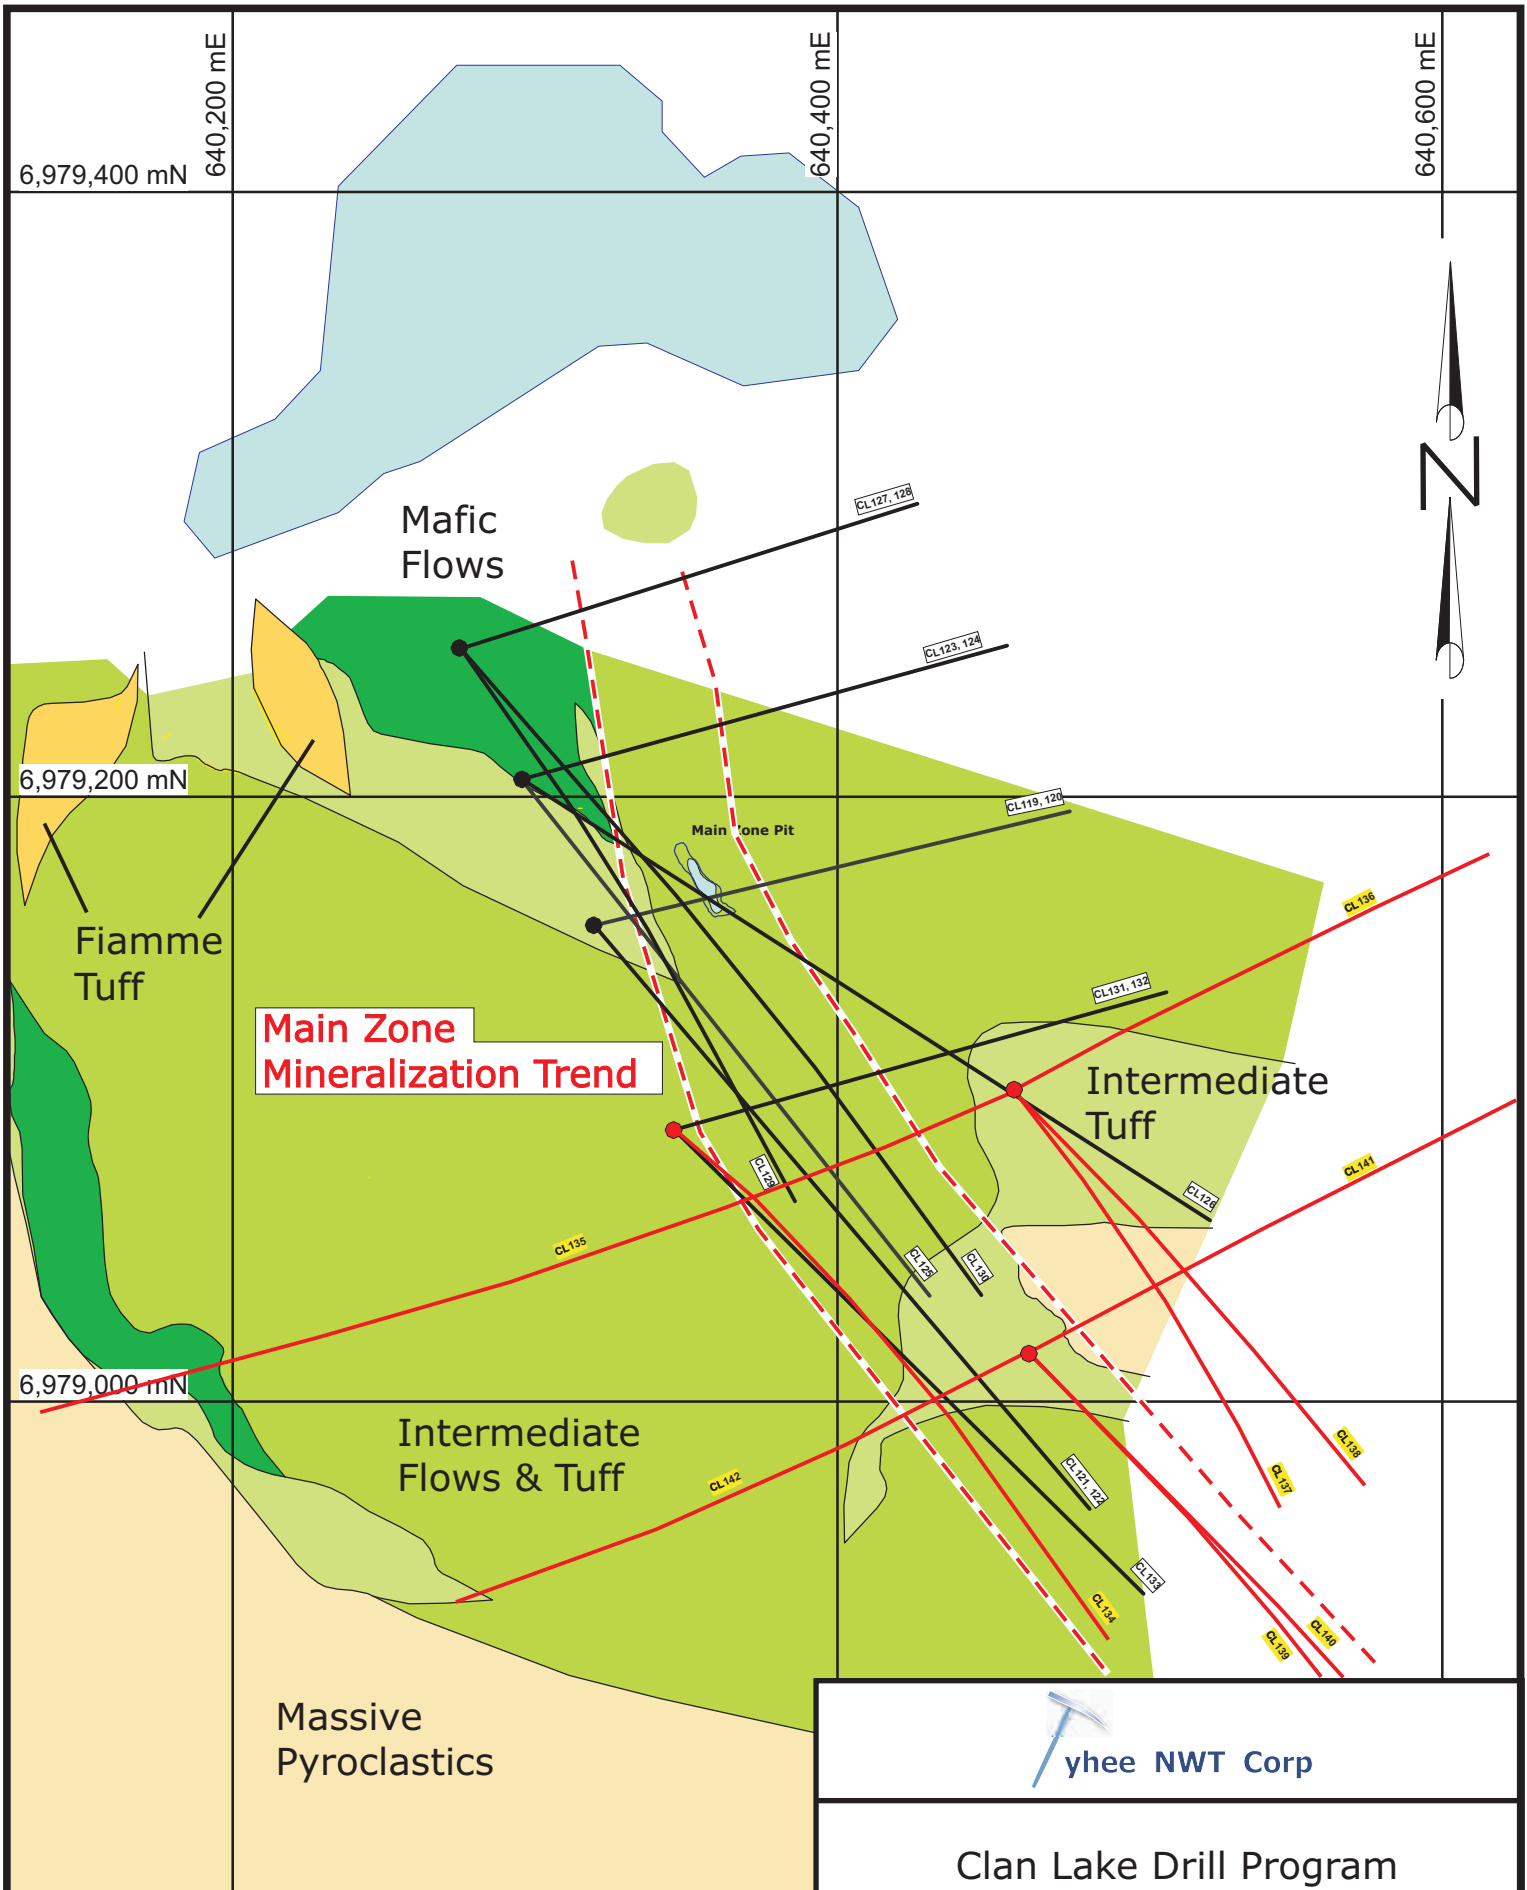 640,200 mE
640,400 mE
640,600 mE
6,979,400 mN
N
CL127, 128
Mafic
Flows
CL123, 124
6,979,200 mN
CL119, 120
Main Zone Pit
CL136
Fiamme
Tuff
CL131, 132
Main Zone
Mineralization Trend
Intermediate
Tuff
CL141
CL129
CL126
CL135
CL125
CL130
6,979,000 mN
Intermediate
Flows & Tuff
CL142
CL121, 122
CL137
CL138
CL133
CL134
CL139
CL140
Massive
Pyroclastics
yhee NWT Corp
Clan Lake Drill Program